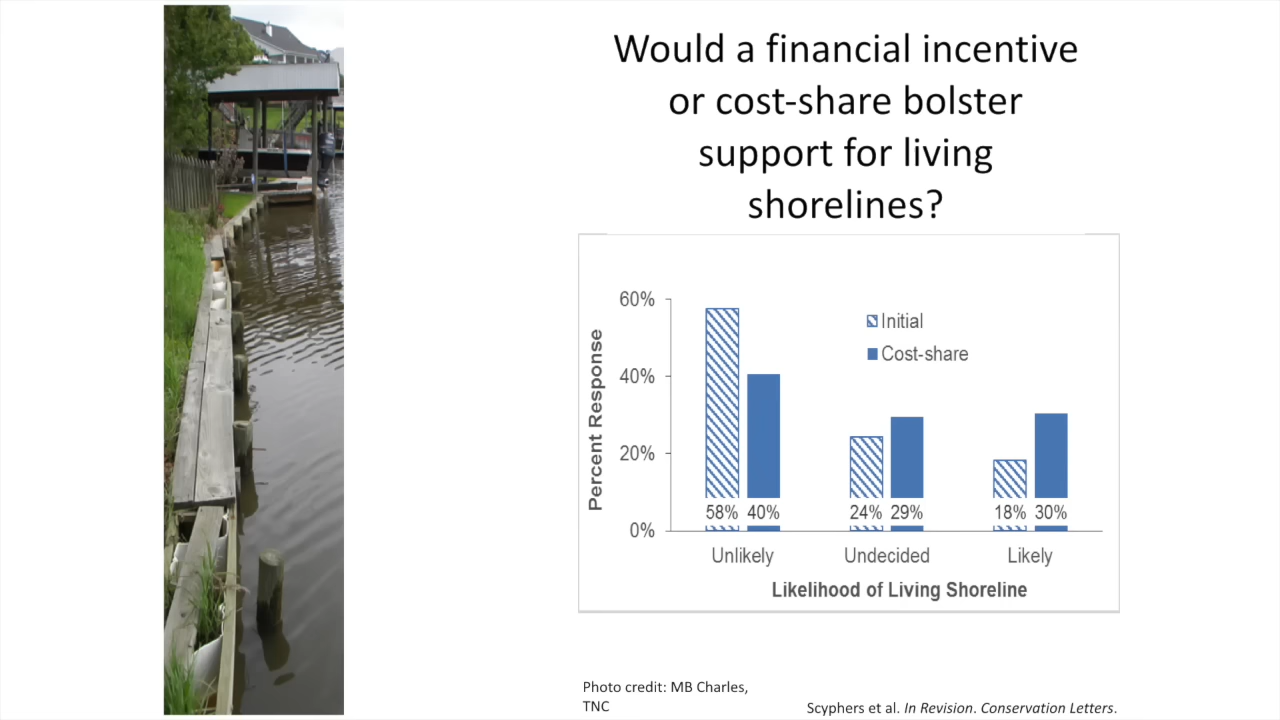 Would a financial incentive
or cost-share bolster
support for living
shorelines?
60%
40%
20%
0%
Percent Response
Initial
Cost-share
58% 40% 24% 29% 18% 30%
Unlikely Undecided Likely
Likelihood of Living Shoreline
Photo credit: MB Charles,
TNC
Scyphers et al. In Revision. Conservation Letters.